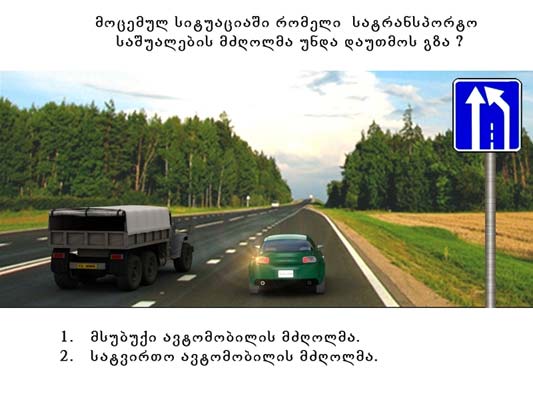 მოცემულ სიტუაციაში რომელი სატრანსპორტო
საშუალების მძღოლმა უნდა დაუთმოს გზა ?
1. მსუბუქი ავტომობილის მძღოლმა.
2. სატვირთო ავტომობილის მძღოლმა.